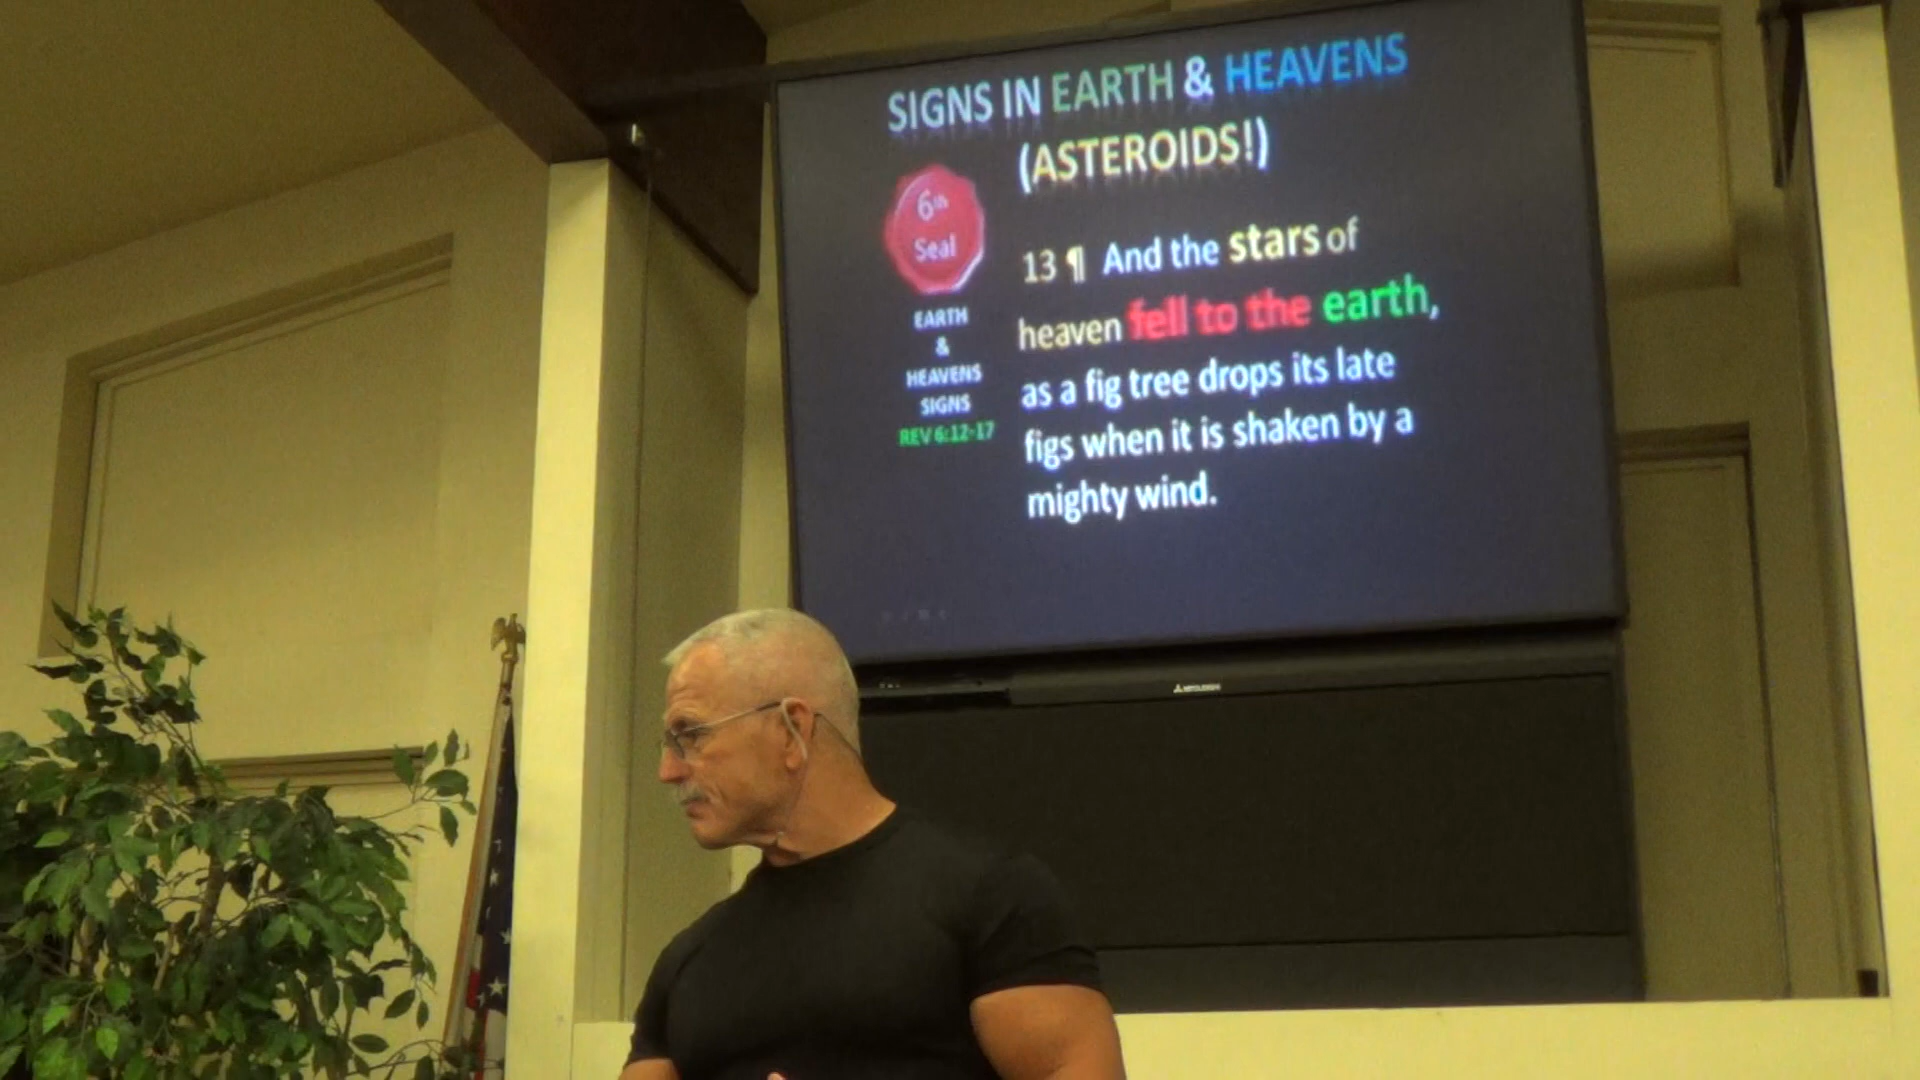 SIGNS IN EARTH & HEAVENS
(ASTEROIDS!)
6th
Seal
EARTH
&
HEAVENS
SIGNS
REV 6:12-17
13 ¶ And the stars of
heaven fell to the earth,
as a fig tree drops its late
figs when it is shaken by a
mighty wind.
MITSUBISHI